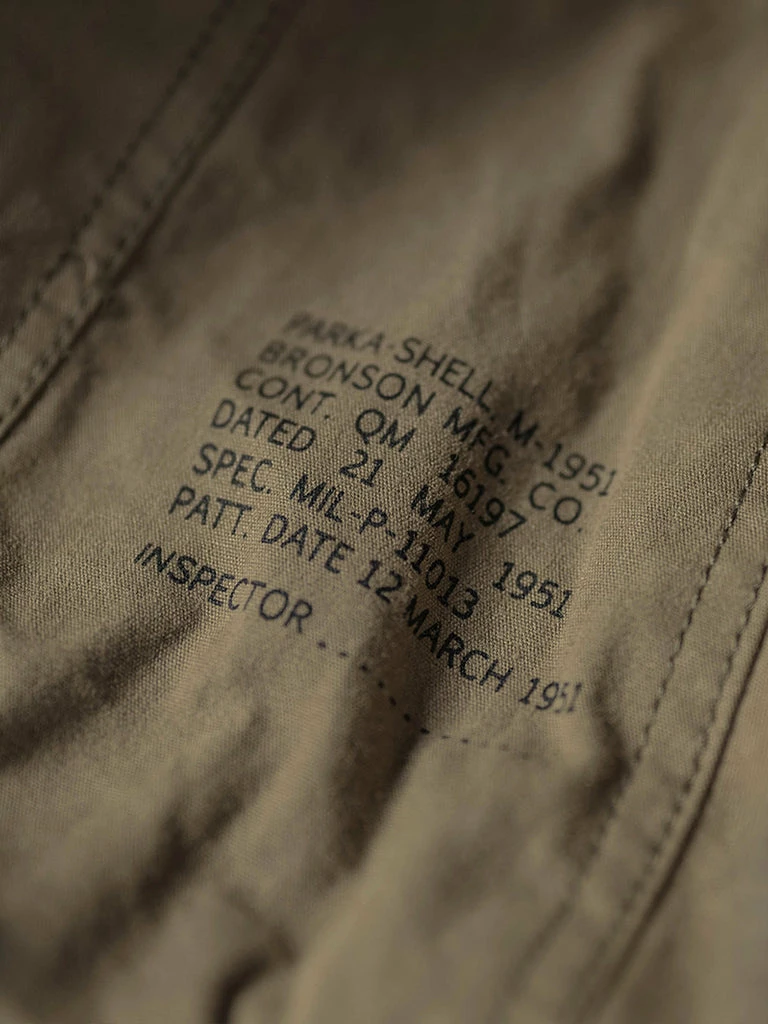 PARKA-SHELL, M-1951
BRONSON MFG. CO.
CONT. QM 16197
DATED 21 MAY 1951
SPEC. MIL-P-11013
PATT. DATE 12 MARCH 1951
INSPECTOR ................